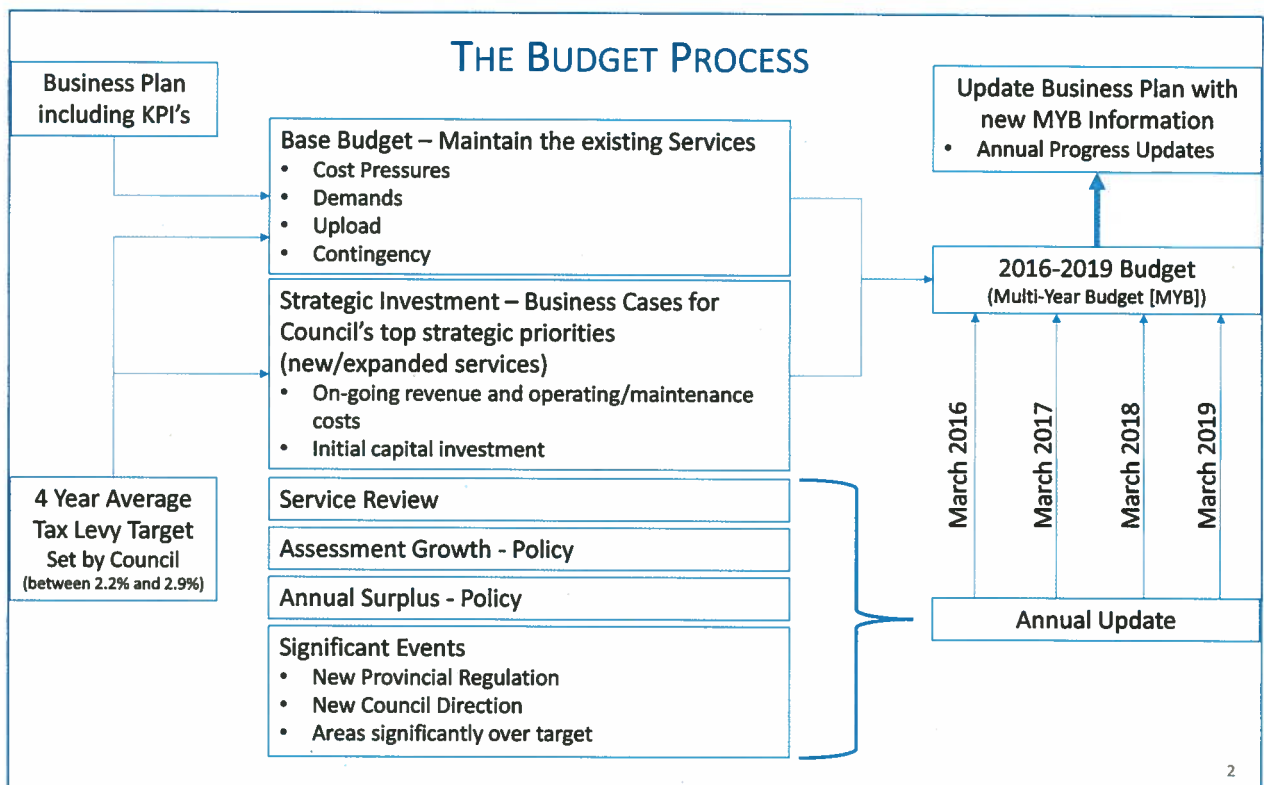 THE BUDGET PROCESS
Business Plan
including KPI's
Base Budget – Maintain the existing Services
• Cost Pressures
• Demands
• Upload
• Contingency
Strategic Investment – Business Cases for
Council's top strategic priorities
(new/expanded services)
• On-going revenue and operating/maintenance
costs
• Initial capital investment
4 Year Average
Tax Levy Target
Set by Council
(between 2.2% and 2.9%)
Service Review
Assessment Growth - Policy
Annual Surplus - Policy
Significant Events
• New Provincial Regulation
• New Council Direction
• Areas significantly over target
Update Business Plan with
new MYB Information
• Annual Progress Updates
2016-2019 Budget
(Multi-Year Budget [MYB])
March 2016
March 2017
March 2018
March 2019
Annual Update
2